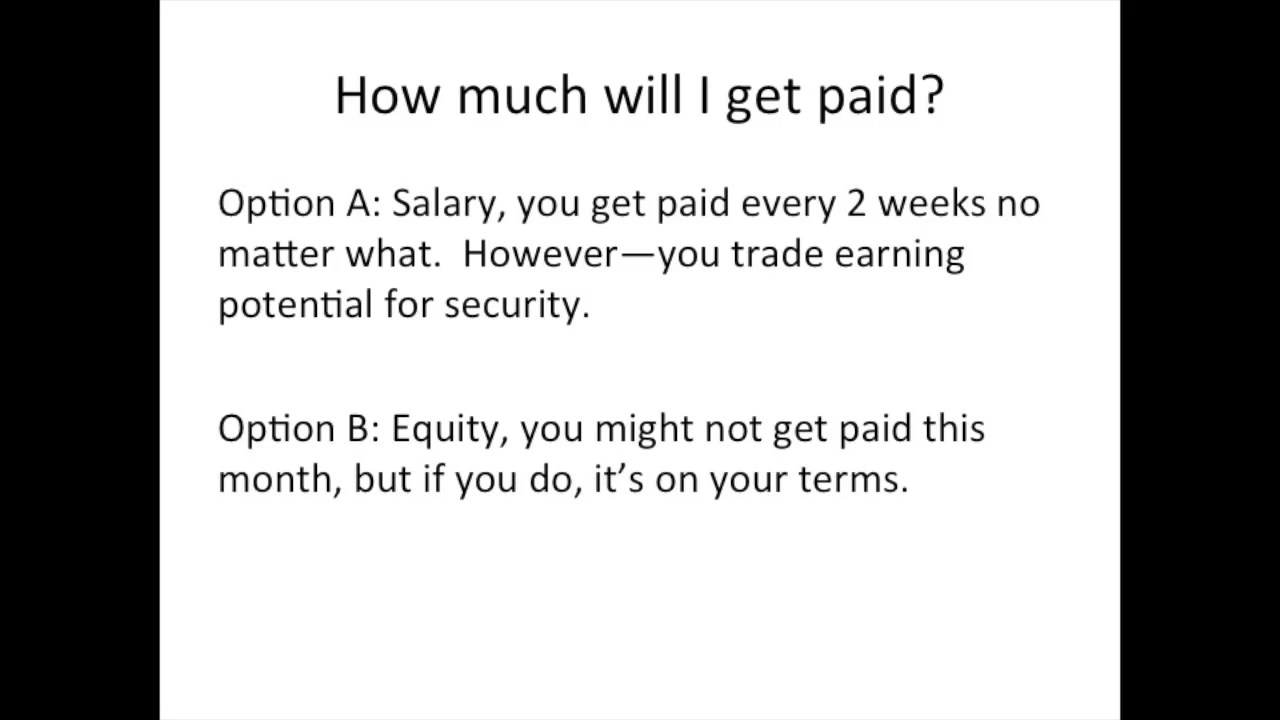 How much will I get paid?
Option A: Salary, you get paid every 2 weeks no
matter what.  However—you trade earning
potential for security.
Option B: Equity, you might not get paid this
month, but if you do, it’s on your terms.